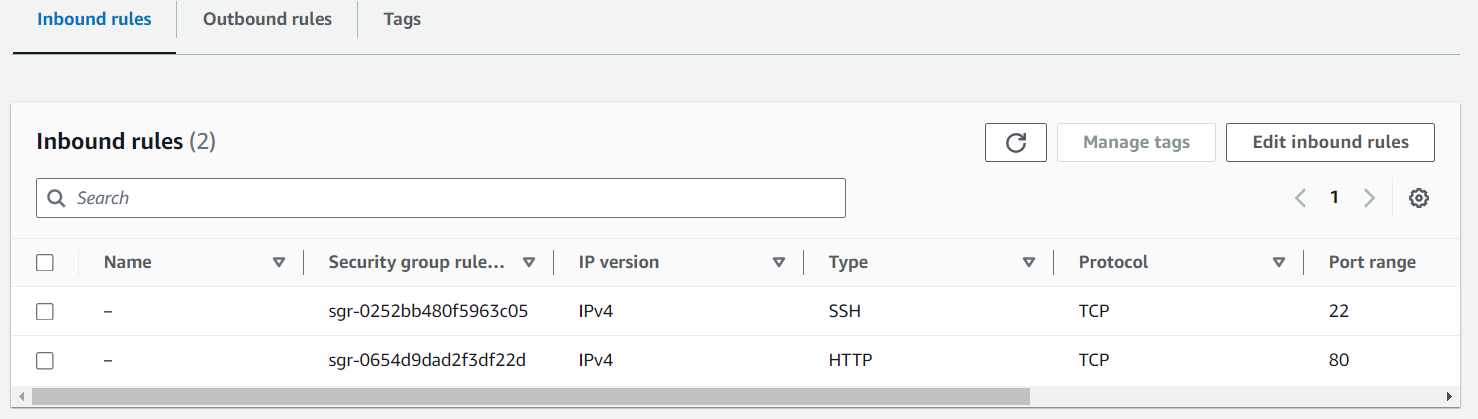 Inbound rules Outbound rules Tags
Inbound rules (2) Manage tags Edit inbound rules
Search 1
Name Security group rule... IP version Type Protocol Port range
– sgr-0252bb480f5963c05 IPv4 SSH TCP 22
– sgr-0654d9dad2f3df22d IPv4 HTTP TCP 80